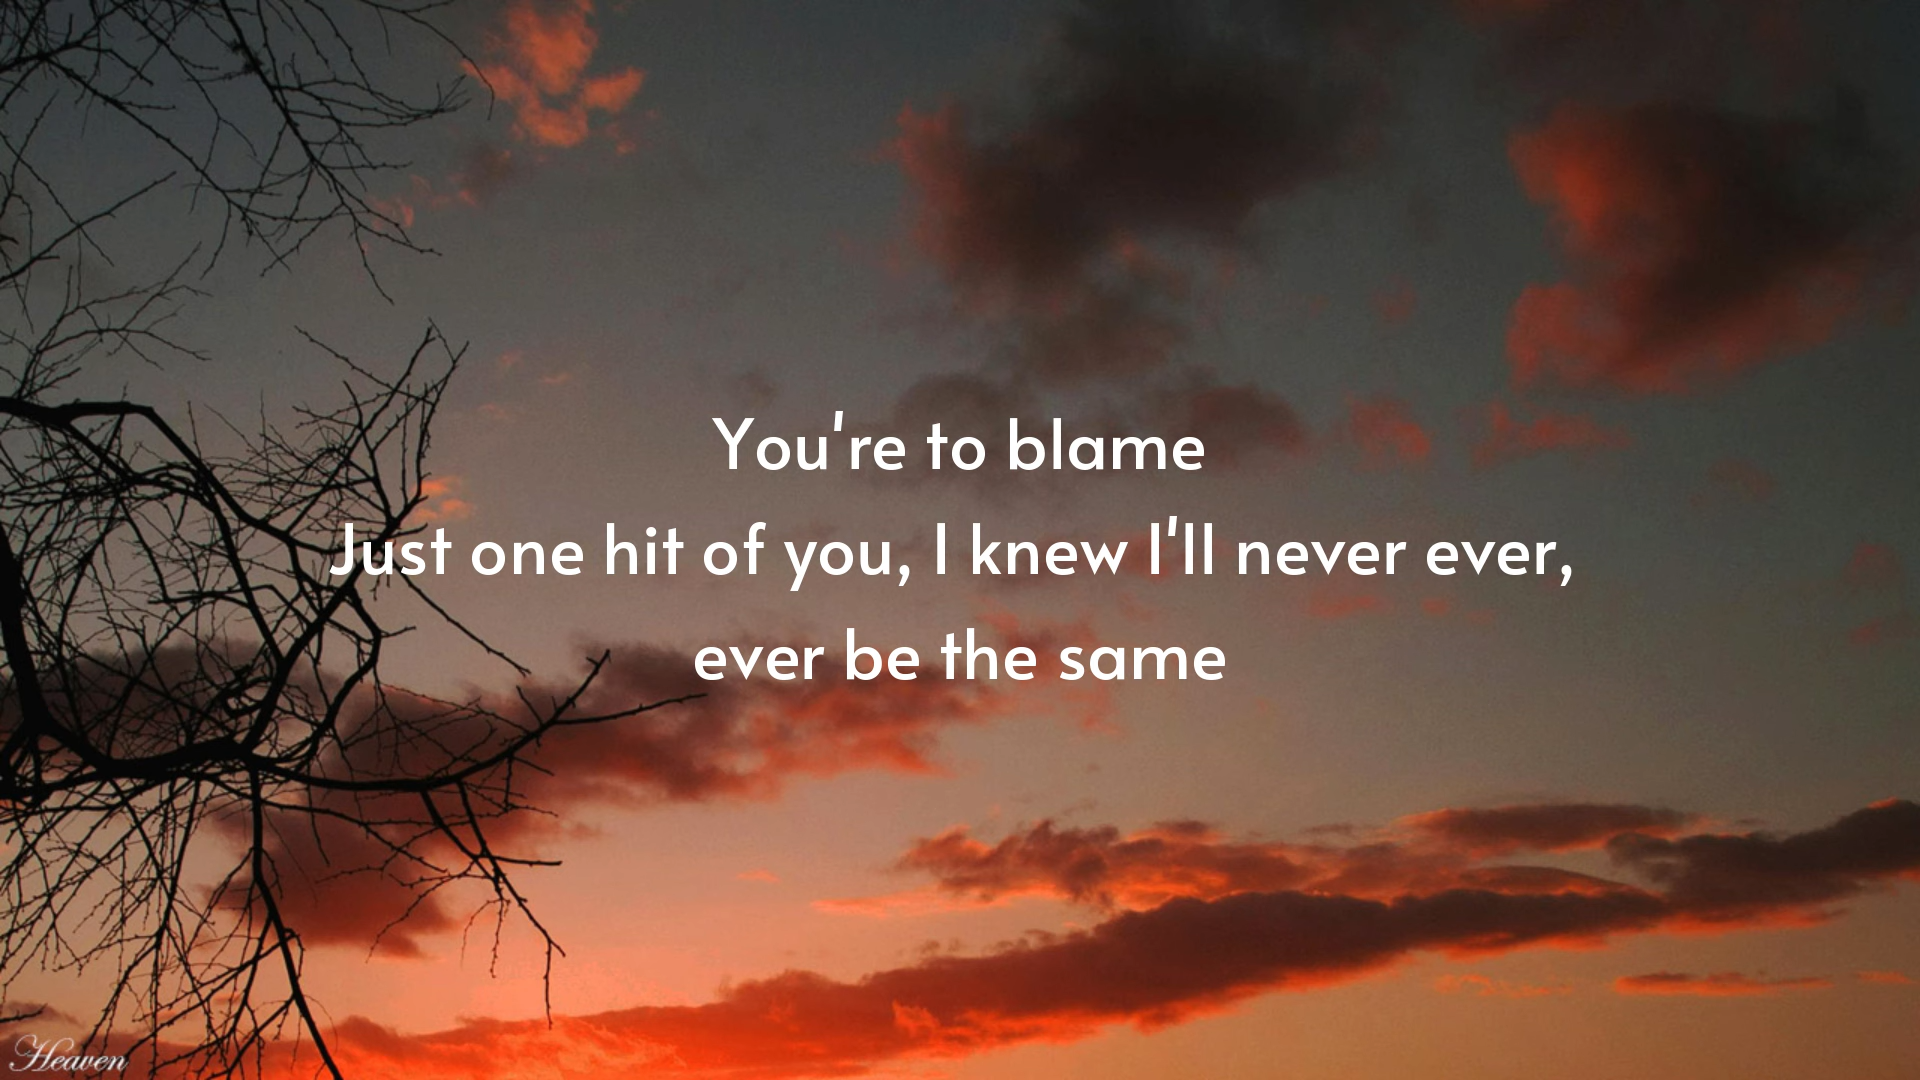 You're to blame
Just one hit of you, I knew I'll never ever,
ever be the same
Heaven